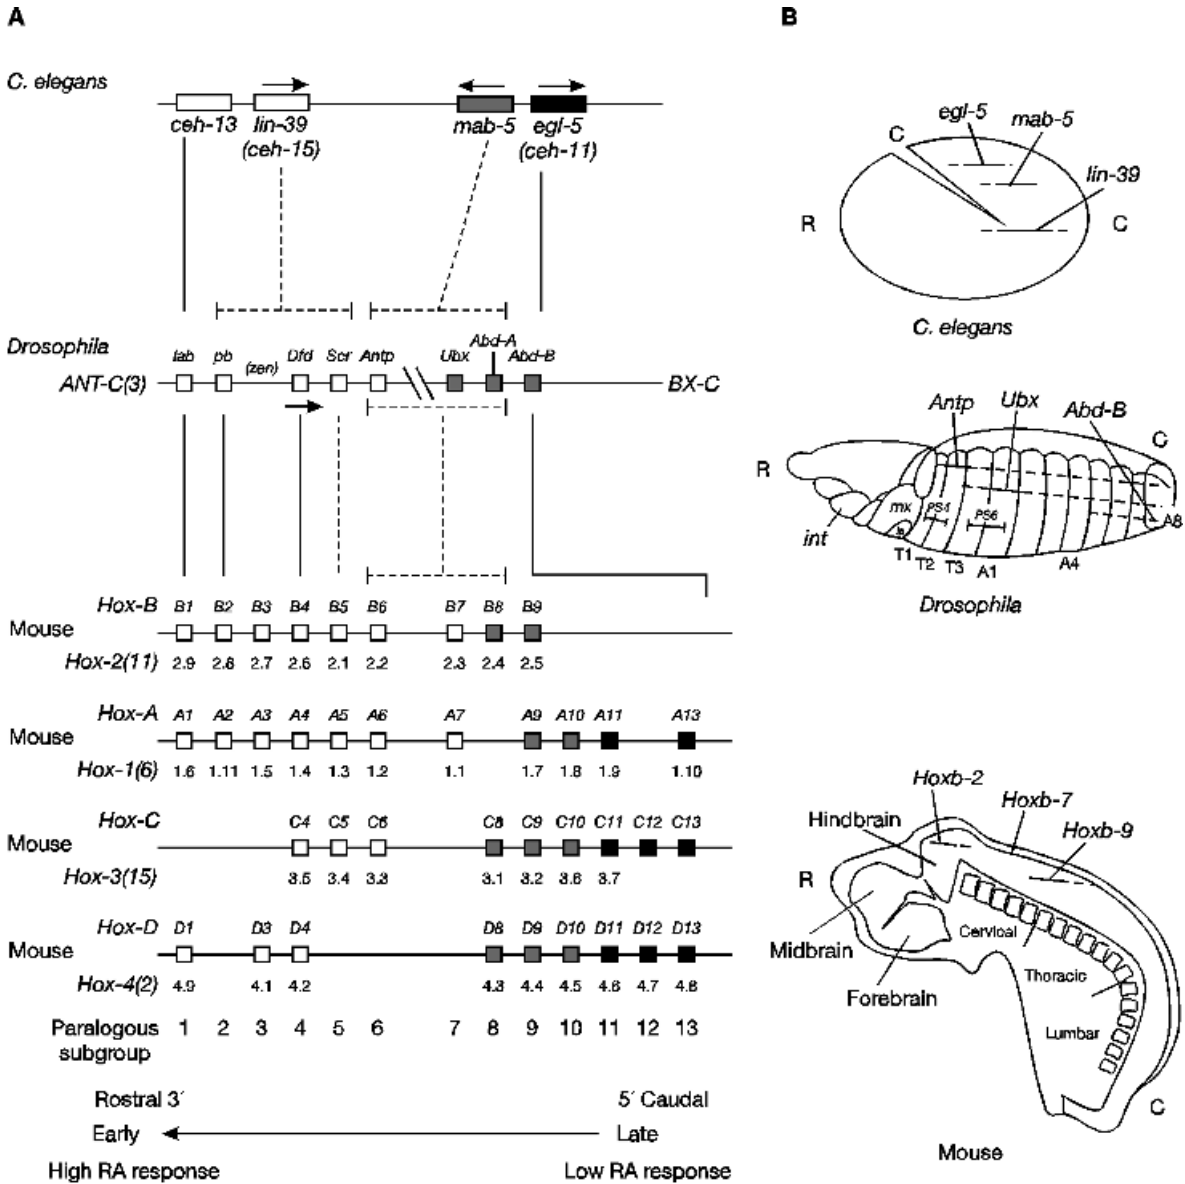 A
C. elegans
ceh-13 lin-39 mab-5 egl-5
(ceh-15) (ceh-11)
Drosophila
lab pb (zen) Dfd Scr Antp Ubx Abd-A Abd-B
ANT-C(3) BX-C
Hox-B B1 B2 B3 B4 B5 B6 B7 B8 B9
Mouse
Hox-2(11) 2.9 2.8 2.7 2.6 2.1 2.2 2.3 2.4 2.5
Hox-A A1 A2 A3 A4 A5 A6 A7 A9 A10 A11 A13
Mouse
Hox-1(6) 1.6 1.11 1.5 1.4 1.3 1.2 1.1 1.7 1.8 1.9 1.10
Hox-C C4 C5 C6 C8 C9 C10 C11 C12 C13
Mouse
Hox-3(15) 3.5 3.4 3.3 3.1 3.2 3.6 3.7
Hox-D D1 D3 D4 D8 D9 D10 D11 D12 D13
Mouse
Hox-4(2) 4.9 4.1 4.2 4.3 4.4 4.5 4.6 4.7 4.8
Paralogous 1 2 3 4 5 6 7 8 9 10 11 12 13
subgroup
Rostral 3´ 5´ Caudal
Early Late
High RA response Low RA response
B
egl-5
mab-5
C
lin-39
R C
C. elegans
Antp Ubx Abd-B
C
R
mx PS4 PS6
A8
int
T1 T2 T3 A1 A4
Drosophila
Hoxb-2
Hoxb-7
Hindbrain
Hoxb-9
R
Cervical
Midbrain
Thoracic
Forebrain
Lumbar
C
Mouse